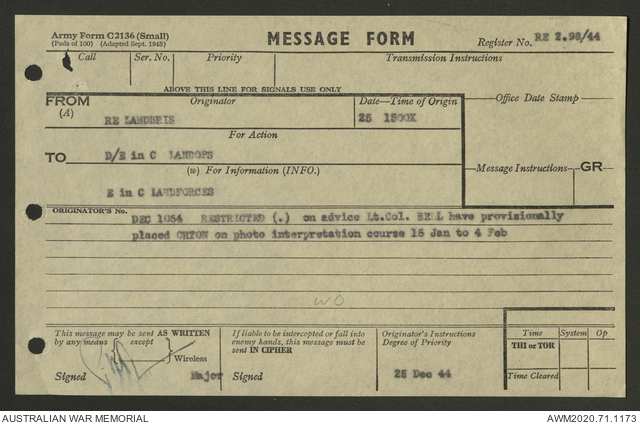 Army Form C2136 (Small)
(Pads of 100) (Adapted Sept. 1943)
MESSAGE FORM
Register No. RE 2.98/44
Call Ser. No. Priority Transmission Instructions
ABOVE THIS LINE FOR SIGNALS USE ONLY
FROM Originator Date—Time of Origin Office Date Stamp
(A) RE LANDBRIS 25 1500K
For Action
TO D/E in C LANDOPS
(W) For Information (INFO.) Message Instructions GR
E in C LANDFORCES
ORIGINATOR'S No. DEC 1054 RESTRICTED (.) on advice Lt.Col. BELL have provisionally
placed ORTON on photo interpretation course 15 Jan to 4 Feb
WO
This message may be sent AS WRITTEN
by any means except
Wireless
Signed Major
If liable to be intercepted or fall into
enemy hands, this message must be
sent IN CIPHER
Signed
Originator's Instructions
Degree of Priority
25 Dec 44
Time System Op
THI or TOR
Time Cleared
AUSTRALIAN WAR MEMORIAL AWM2020.71.1173